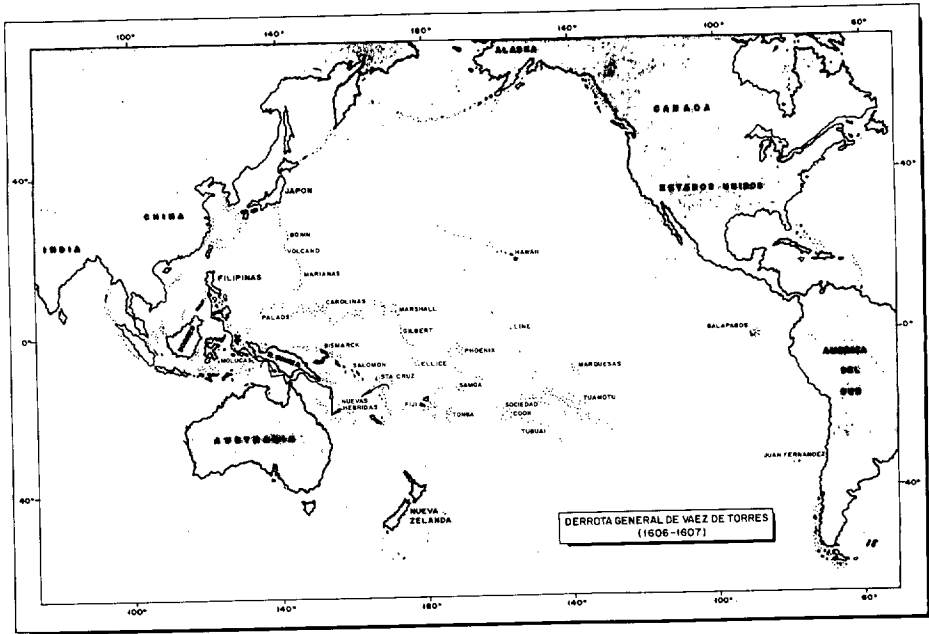 100° 140° 180° 140° 100° 60°
ALASKA
CANADA
40° 40°
JAPON
ESTADOS UNIDOS
CHINA
BONIN
INDIA
VOLCANO
HAWAII
FILIPINAS
MARIANAS
CAROLINAS
MARSHALL
PALAOS
GILBERT
LINE
GALAPAGOS
0° 0°
BISMARCK
PHOENIX
AMERICA
DEL
SUR
MOLUCAS
SALOMON
ELLICE
MARQUESAS
STA CRUZ
SAMOA
NUEVAS
HEBRIDAS
FIJI
TONGA
SOCIEDAD
COOK
TUAMOTU
TUBUAI
AUSTRALIA
JUAN FERNANDEZ
40° 40°
NUEVA
ZELANDA
DERROTA GENERAL DE VAEZ DE TORRES
(1606-1607)
100° 140° 180° 140° 100° 60°